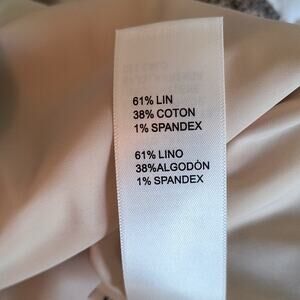 61% LIN
38% COTON
1% SPANDEX
61% LINO
38%ALGODÓN
1% SPANDEX